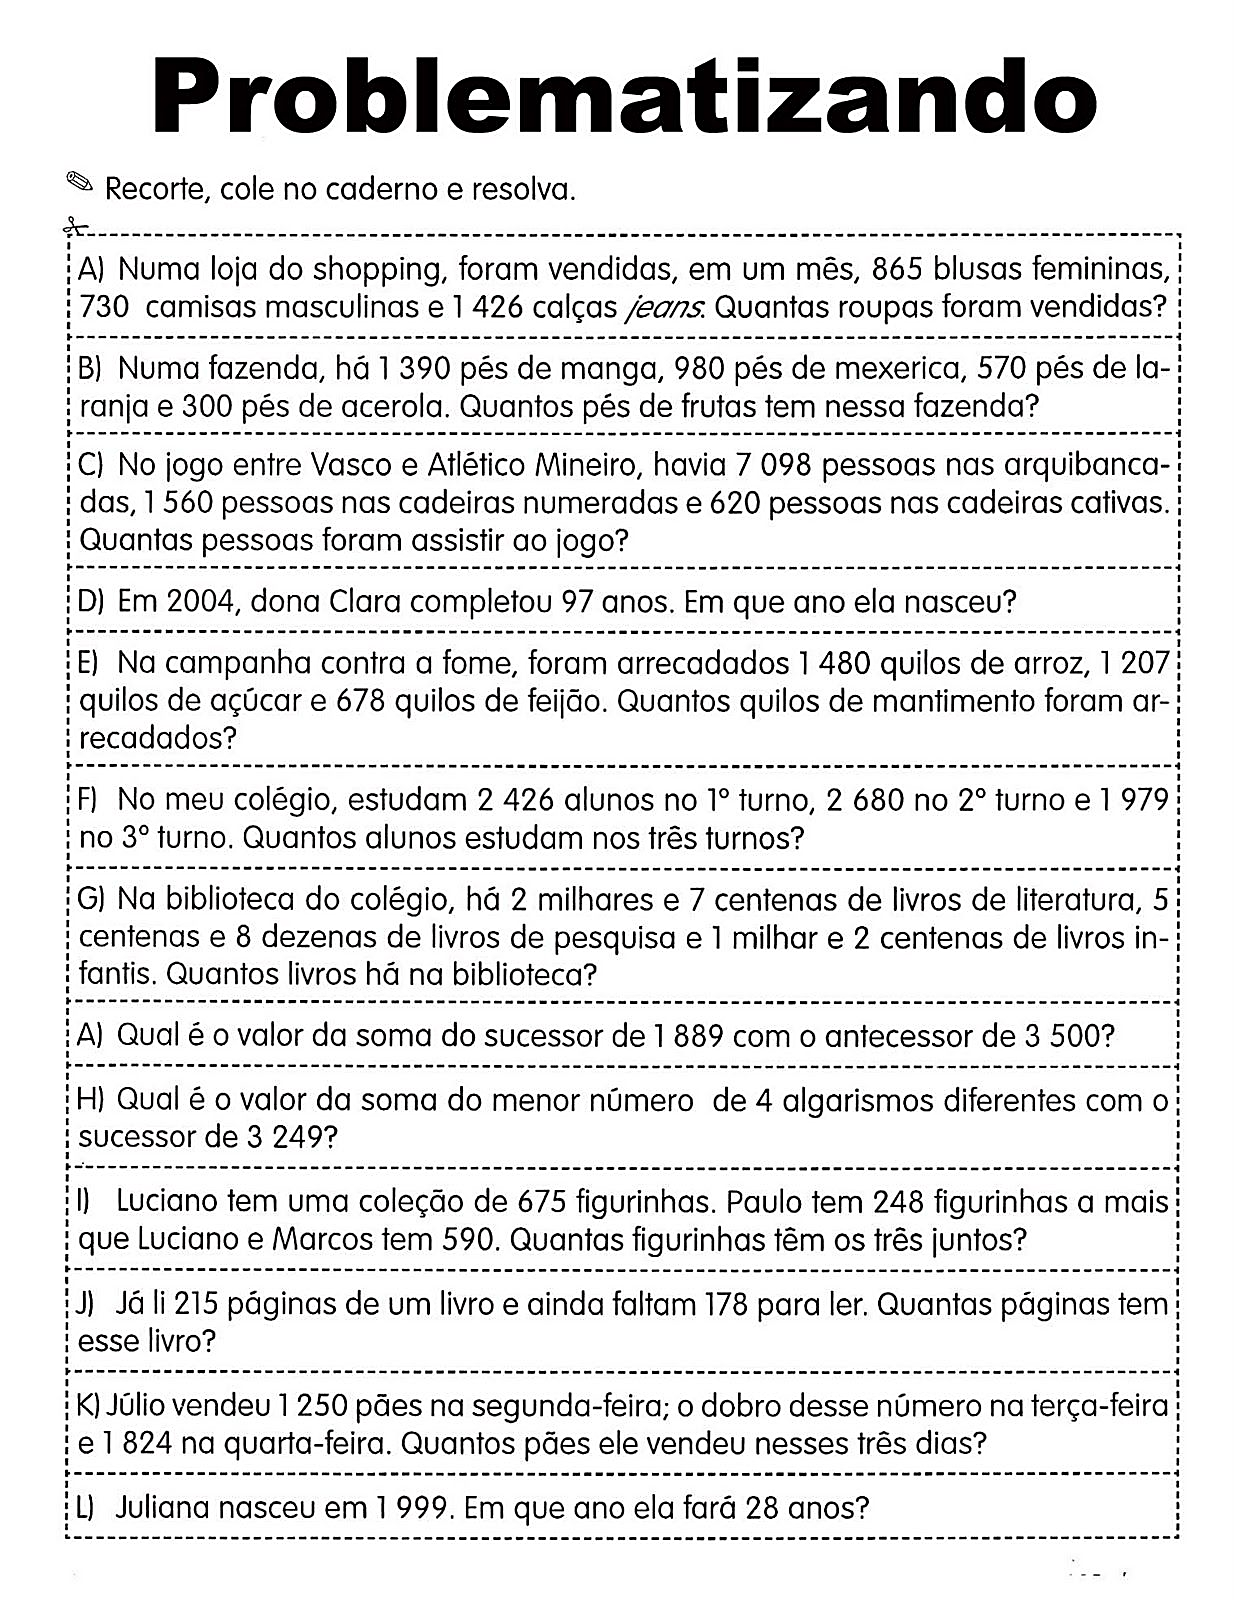 Problematizando
Recorte, cole no caderno e resolva.
A) Numa loja do shopping, foram vendidas, em um mês, 865 blusas femininas,
730 camisas masculinas e 1 426 calças jeans. Quantas roupas foram vendidas?
B) Numa fazenda, há 1 390 pés de manga, 980 pés de mexerica, 570 pés de la-
ranja e 300 pés de acerola. Quantos pés de frutas tem nessa fazenda?
C) No jogo entre Vasco e Atlético Mineiro, havia 7 098 pessoas nas arquibanca-
das, 1 560 pessoas nas cadeiras numeradas e 620 pessoas nas cadeiras cativas.
Quantas pessoas foram assistir ao jogo?
D) Em 2004, dona Clara completou 97 anos. Em que ano ela nasceu?
E) Na campanha contra a fome, foram arrecadados 1 480 quilos de arroz, 1 207
quilos de açúcar e 678 quilos de feijão. Quantos quilos de mantimento foram ar-
recadados?
F) No meu colégio, estudam 2 426 alunos no 1º turno, 2 680 no 2º turno e 1 979
no 3º turno. Quantos alunos estudam nos três turnos?
G) Na biblioteca do colégio, há 2 milhares e 7 centenas de livros de literatura, 5
centenas e 8 dezenas de livros de pesquisa e 1 milhar e 2 centenas de livros in-
fantis. Quantos livros há na biblioteca?
A) Qual é o valor da soma do sucessor de 1 889 com o antecessor de 3 500?
H) Qual é o valor da soma do menor número de 4 algarismos diferentes com o
sucessor de 3 249?
I) Luciano tem uma coleção de 675 figurinhas. Paulo tem 248 figurinhas a mais
que Luciano e Marcos tem 590. Quantas figurinhas têm os três juntos?
J) Já li 215 páginas de um livro e ainda faltam 178 para ler. Quantas páginas tem
esse livro?
K) Júlio vendeu 1 250 pães na segunda-feira; o dobro desse número na terça-feira
e 1 824 na quarta-feira. Quantos pães ele vendeu nesses três dias?
L) Juliana nasceu em 1 999. Em que ano ela fará 28 anos?